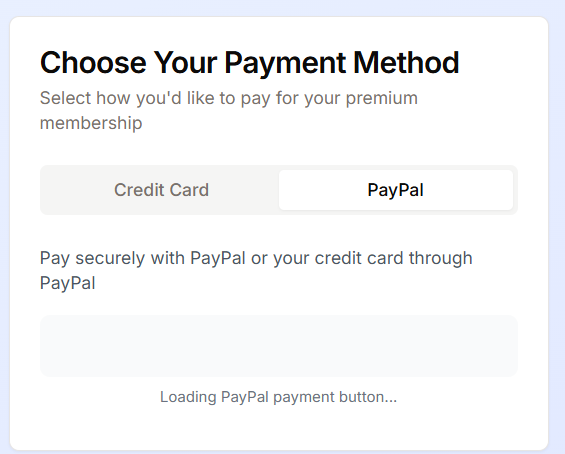 Choose Your Payment Method
Select how you'd like to pay for your premium
membership
Credit Card
PayPal
Pay securely with PayPal or your credit card through
PayPal
Loading PayPal payment button...